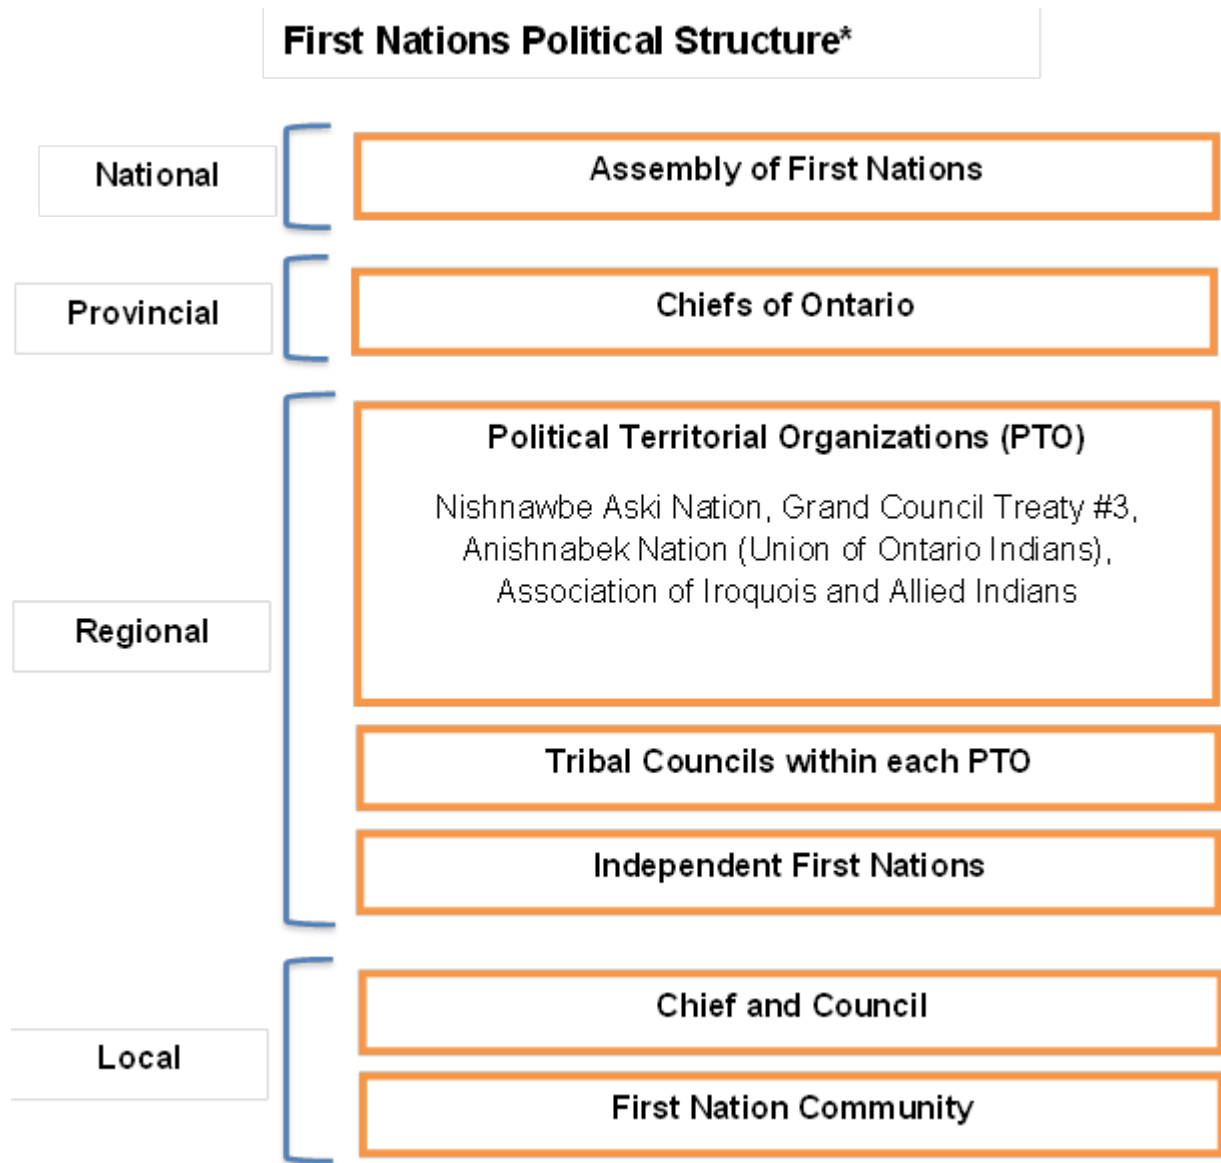 First Nations Political Structure*
National
Assembly of First Nations
Provincial
Chiefs of Ontario
Regional
Political Territorial Organizations (PTO)
Nishnawbe Aski Nation, Grand Council Treaty #3,
Anishnabek Nation (Union of Ontario Indians),
Association of Iroquois and Allied Indians
Tribal Councils within each PTO
Independent First Nations
Local
Chief and Council
First Nation Community